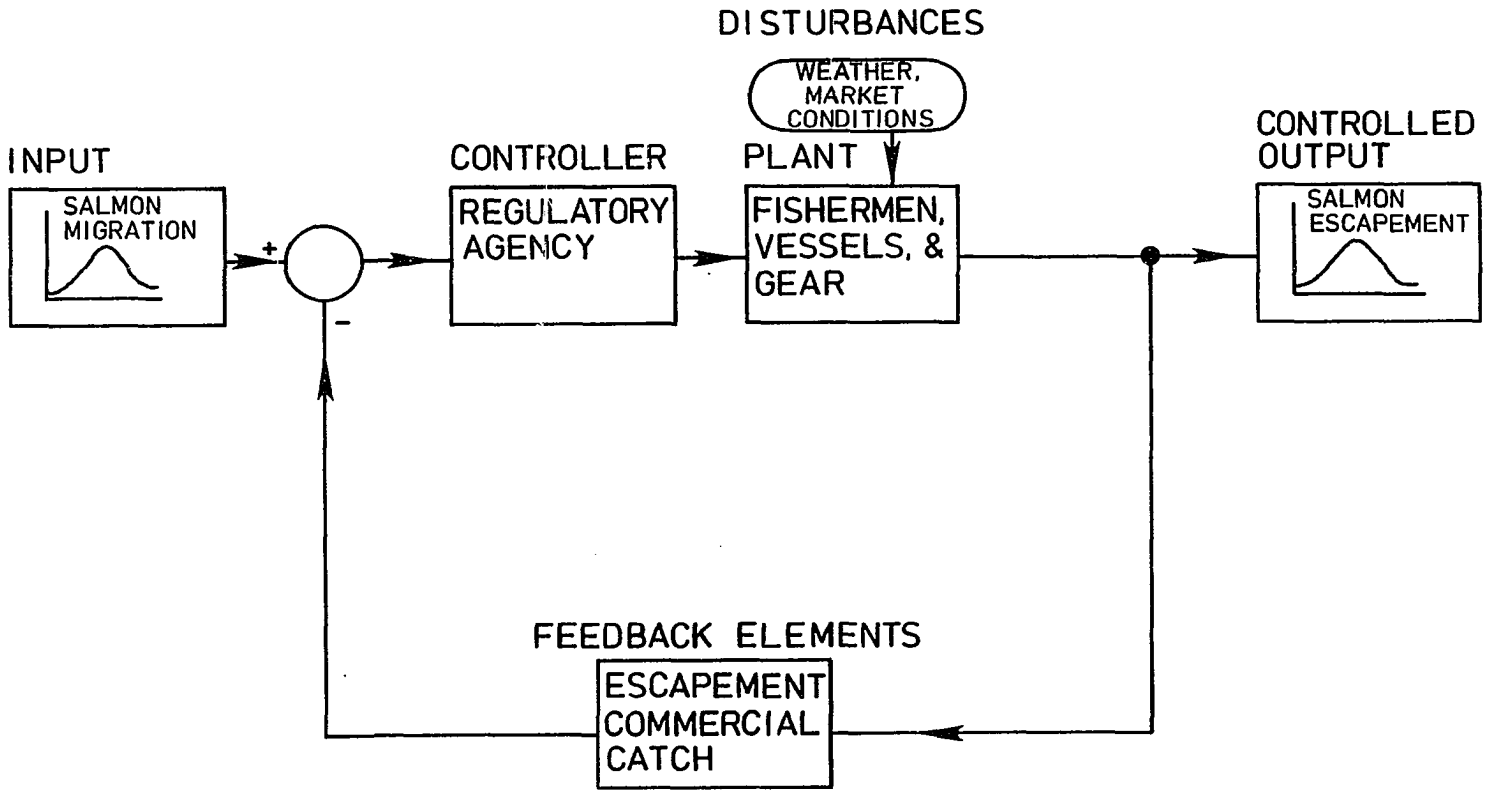 DISTURBANCES
WEATHER,
MARKET
CONDITIONS
INPUT
SALMON
MIGRATION
+
-
CONTROLLER
REGULATORY
AGENCY
PLANT
FISHERMEN,
VESSELS, &
GEAR
CONTROLLED
OUTPUT
SALMON
ESCAPEMENT
FEEDBACK ELEMENTS
ESCAPEMENT
COMMERCIAL
CATCH